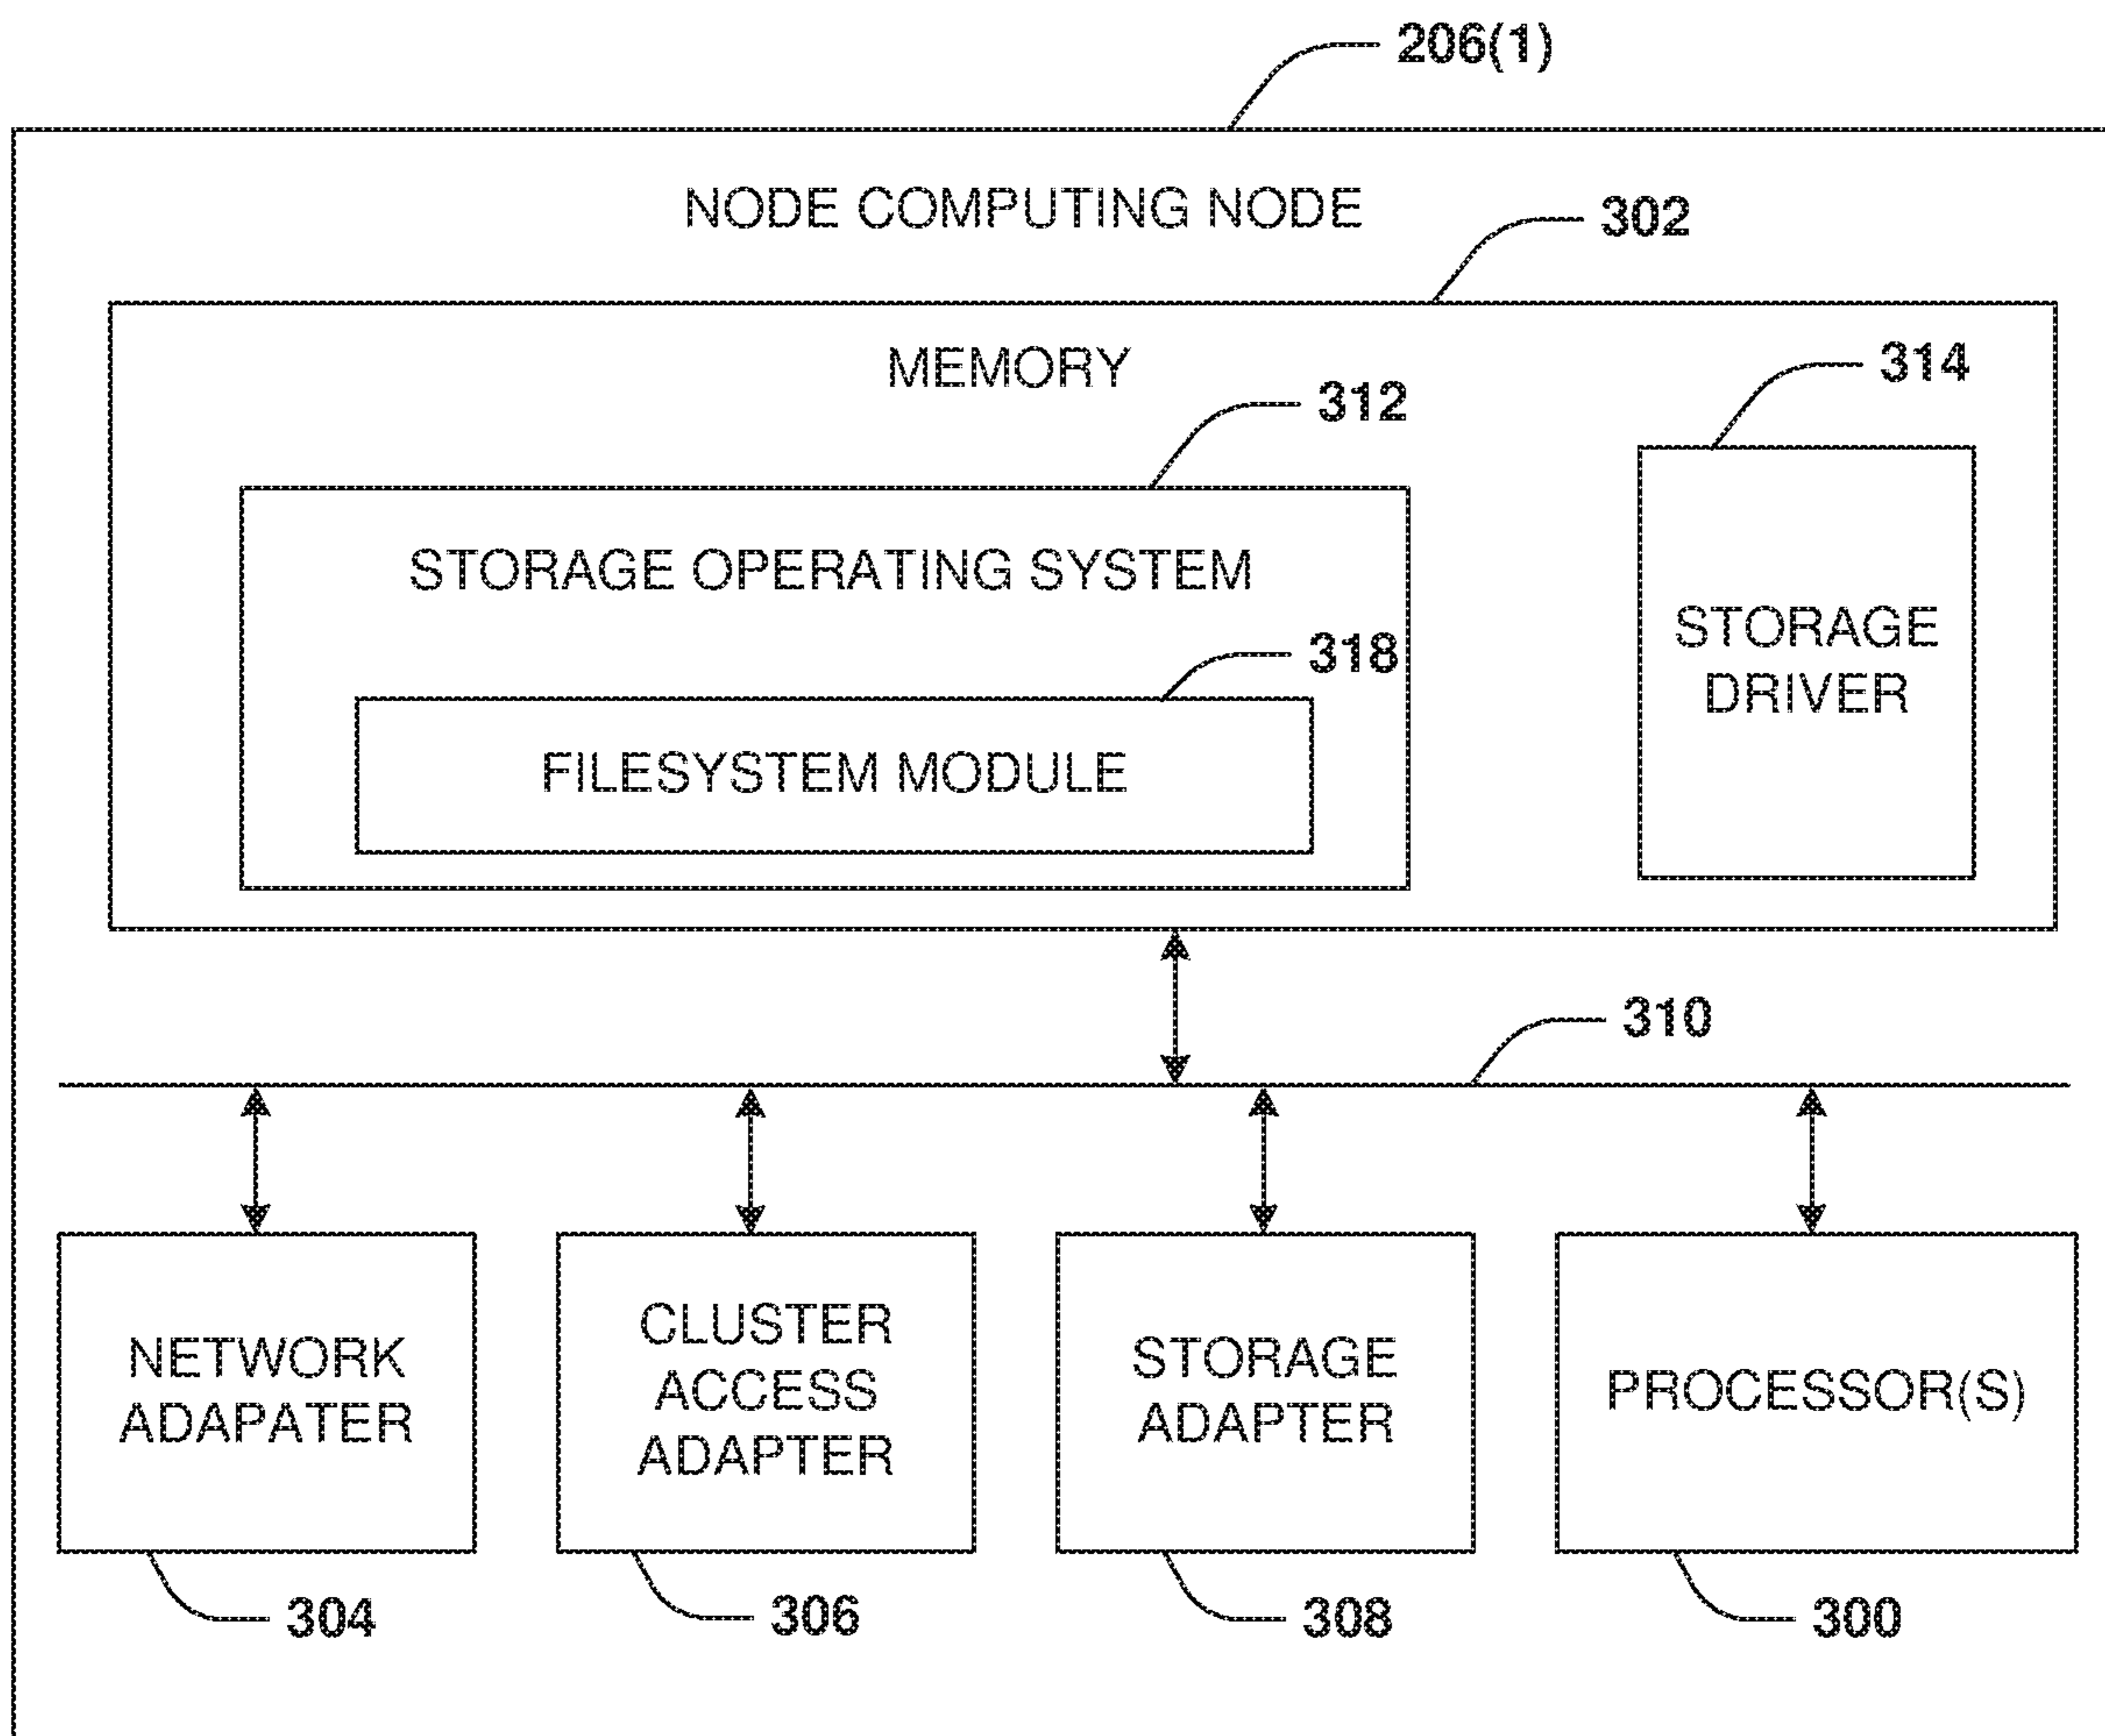 206(1)
NODE COMPUTING NODE
302
MEMORY
314
312
STORAGE OPERATING SYSTEM
STORAGE
DRIVER
318
FILESYSTEM MODULE
310
NETWORK
ADAPATER
CLUSTER
ACCESS
ADAPTER
STORAGE
ADAPTER
PROCESSOR(S)
304
306
308
300